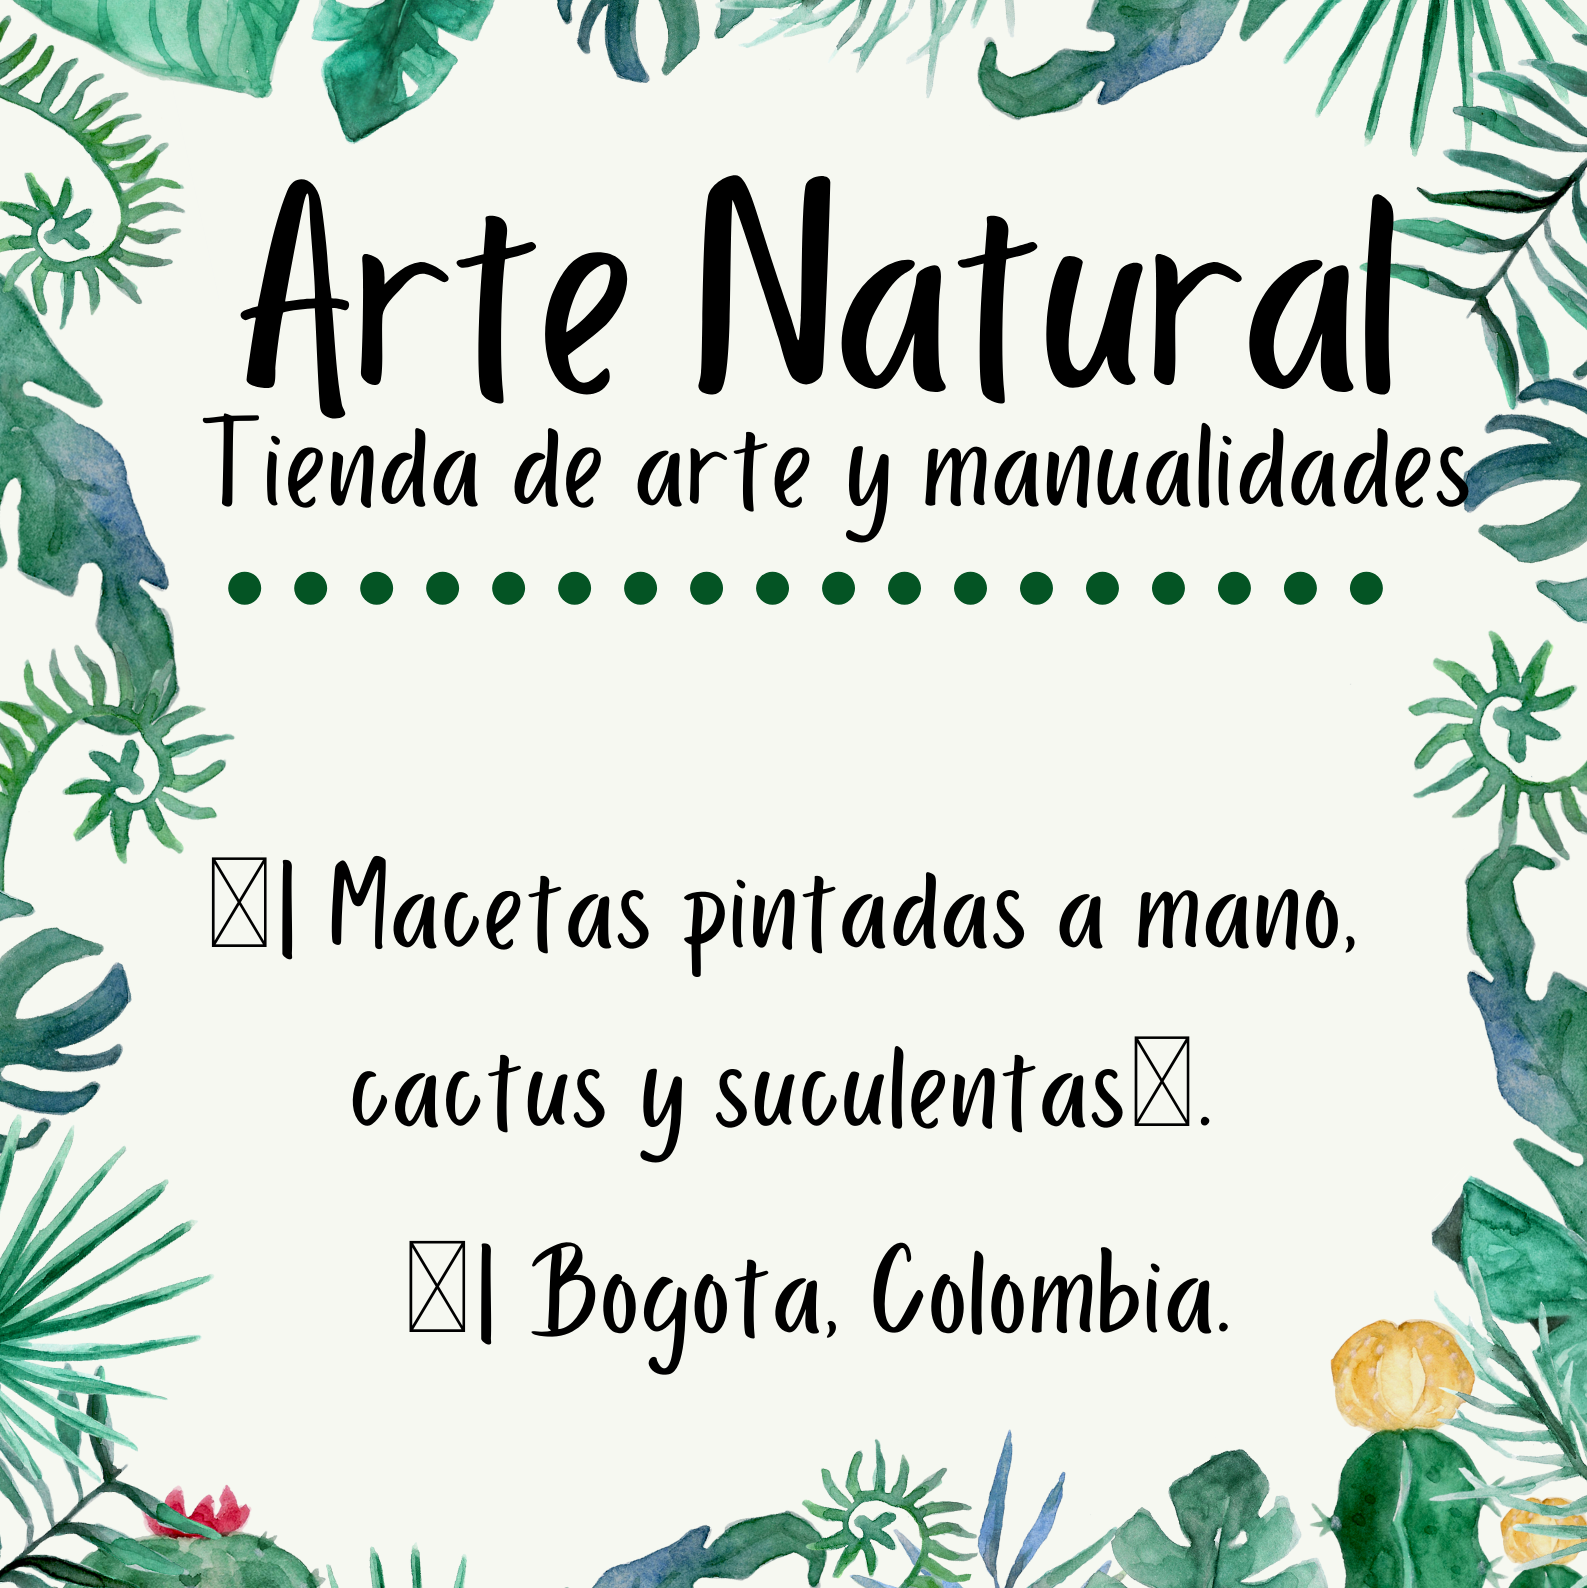 Arte Natural
Tienda de arte y manualidades
| Macetas pintadas a mano,
cactus y suculentas.
| Bogota, Colombia.